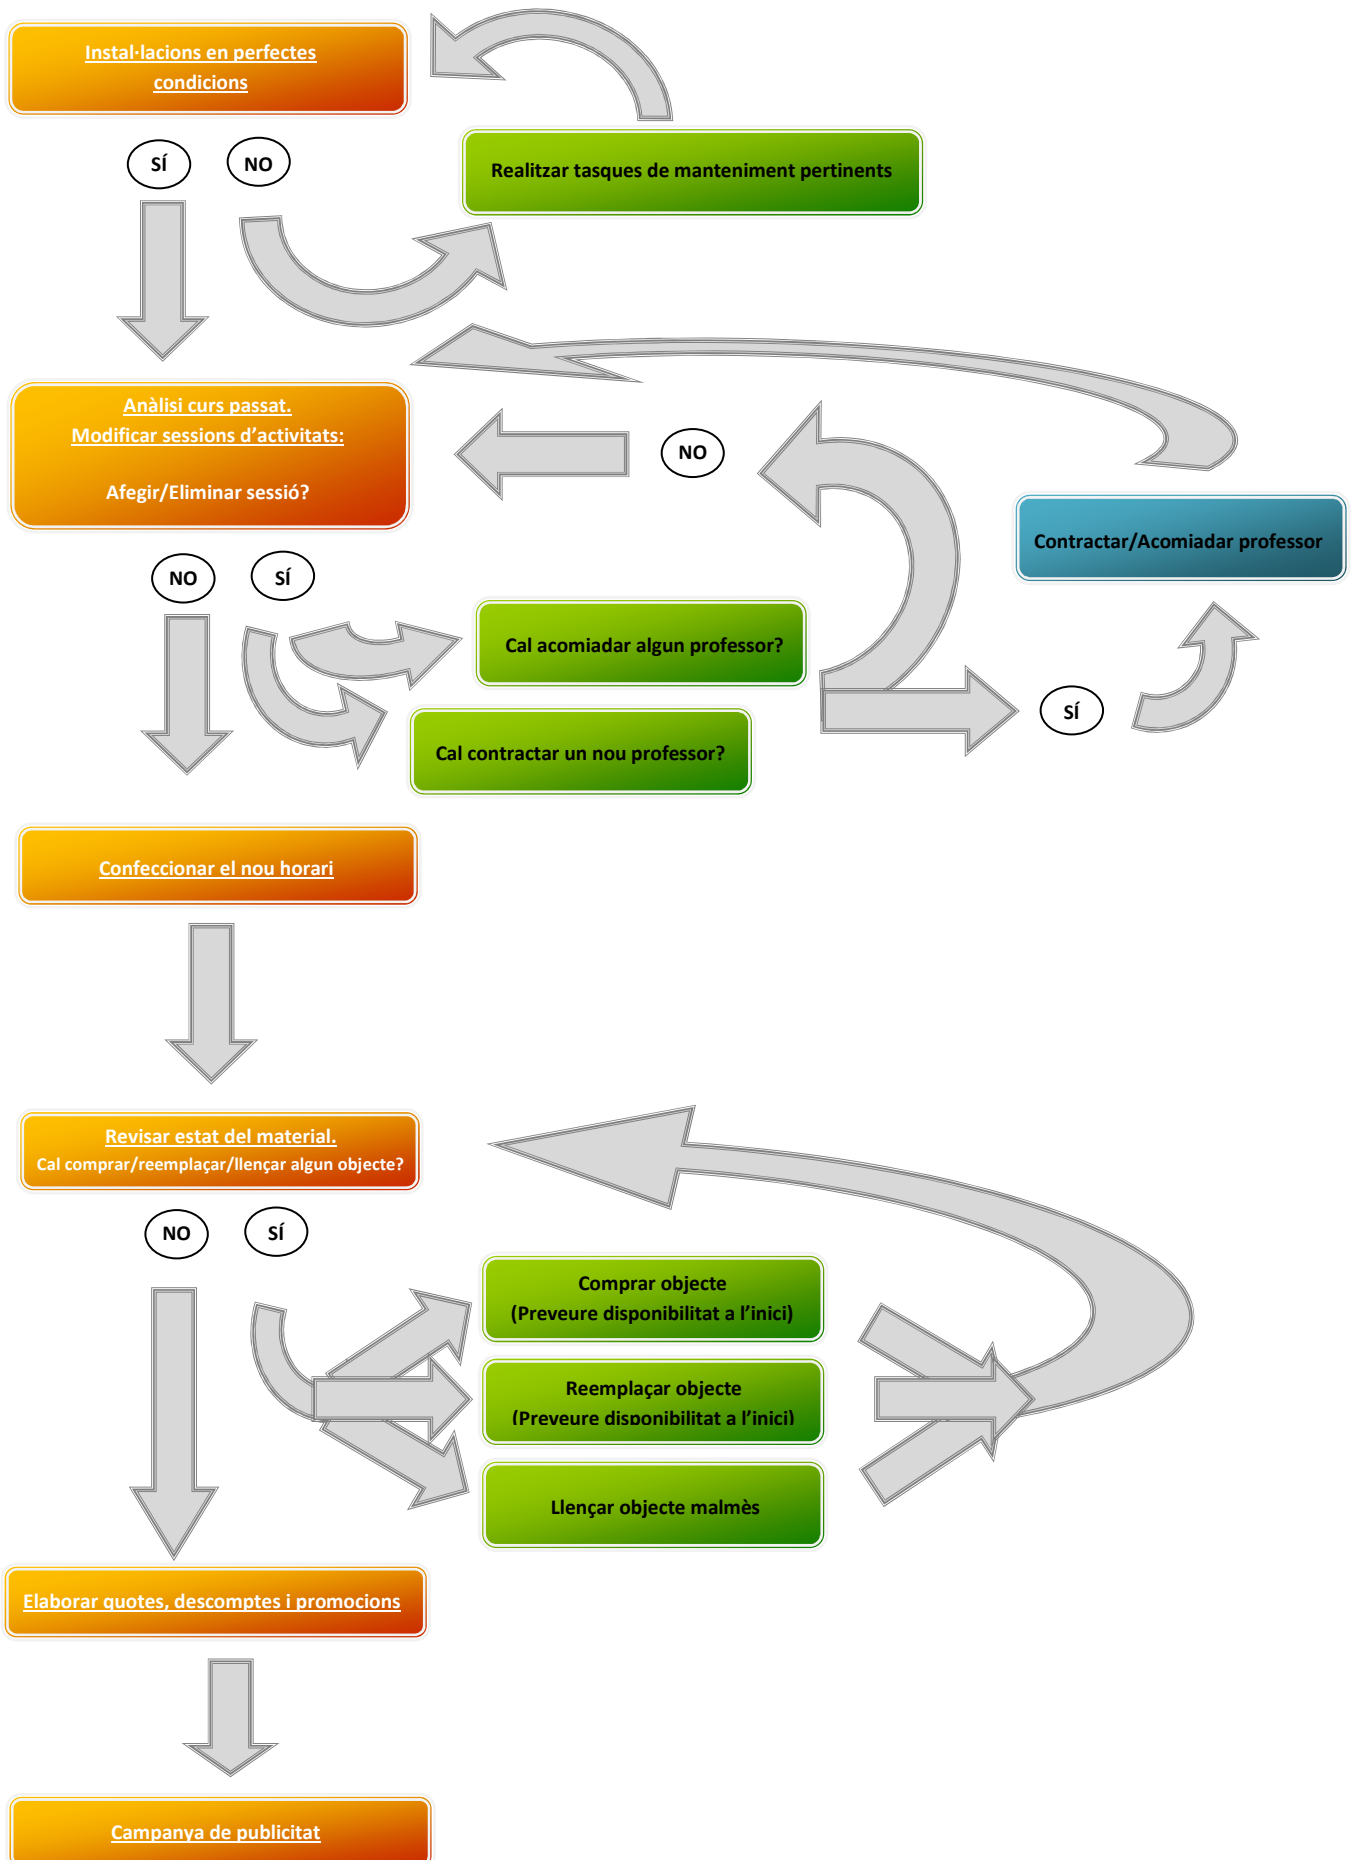 Instal·lacions en perfectes
condicions
SÍ
NO
Realitzar tasques de manteniment pertinents
Anàlisi curs passat.
Modificar sessions d’activitats:
Afegir/Eliminar sessió?
NO
Contractar/Acomiadar professor
NO
SÍ
Cal acomiadar algun professor?
SÍ
Cal contractar un nou professor?
Confeccionar el nou horari
Revisar estat del material.
Cal comprar/reemplaçar/llençar algun objecte?
NO
SÍ
Comprar objecte
(Preveure disponibilitat a l’inici)
Reemplaçar objecte
(Preveure disponibilitat a l’inici)
Llençar objecte malmès
Elaborar quotes, descomptes i promocions
Campanya de publicitat